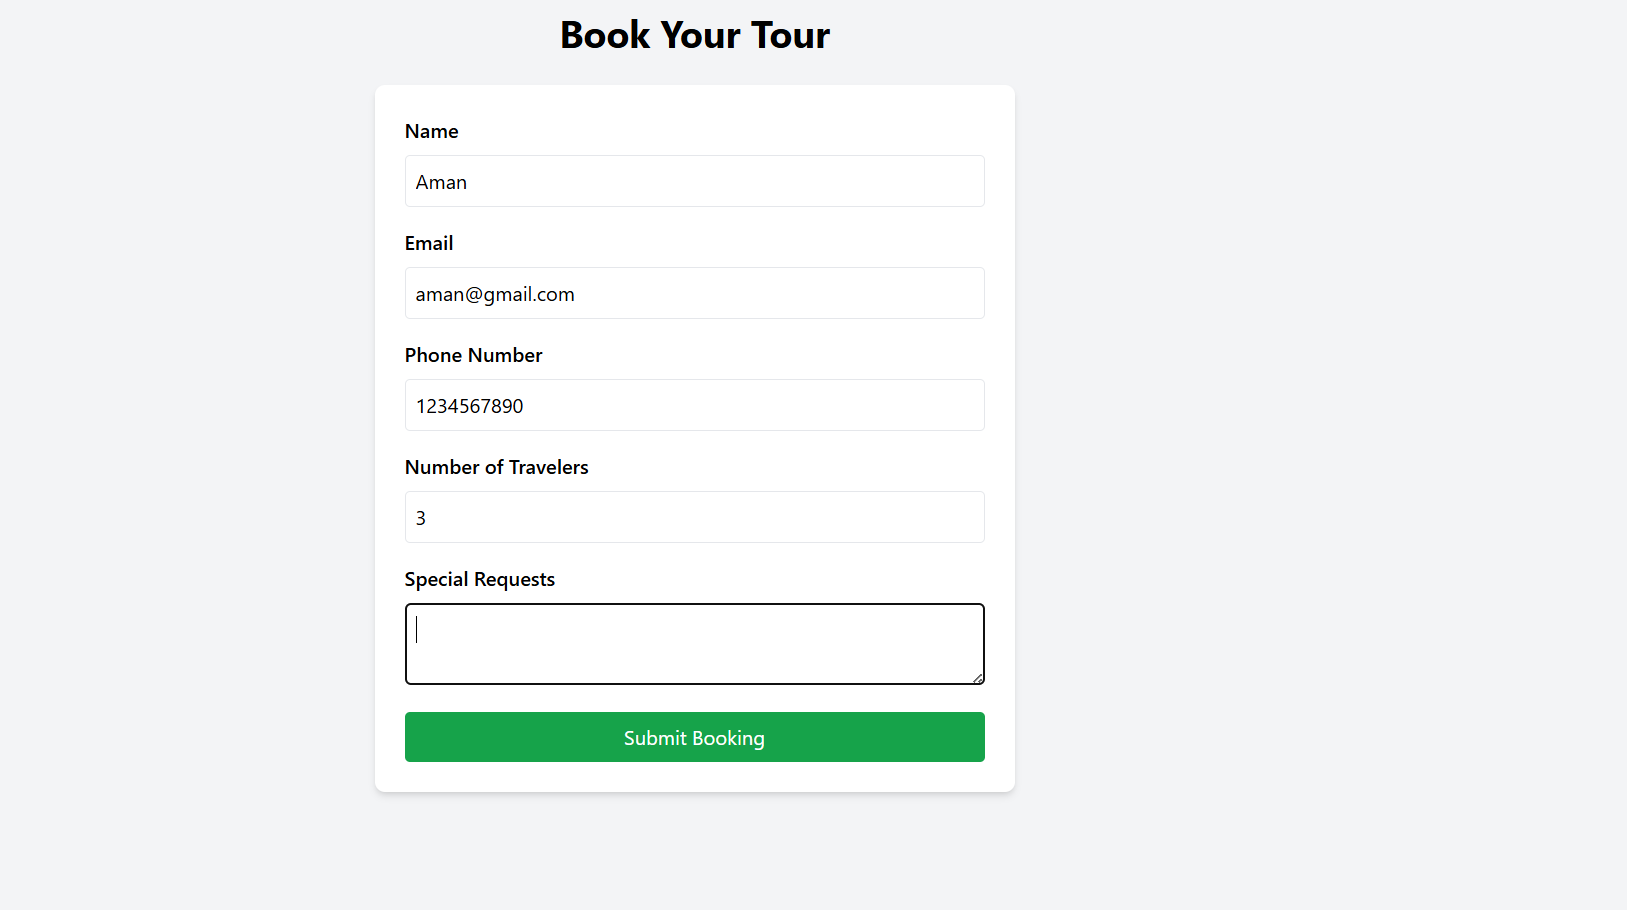 Book Your Tour
Name
Aman
Email
aman@gmail.com
Phone Number
1234567890
Number of Travelers
3
Special Requests
Submit Booking